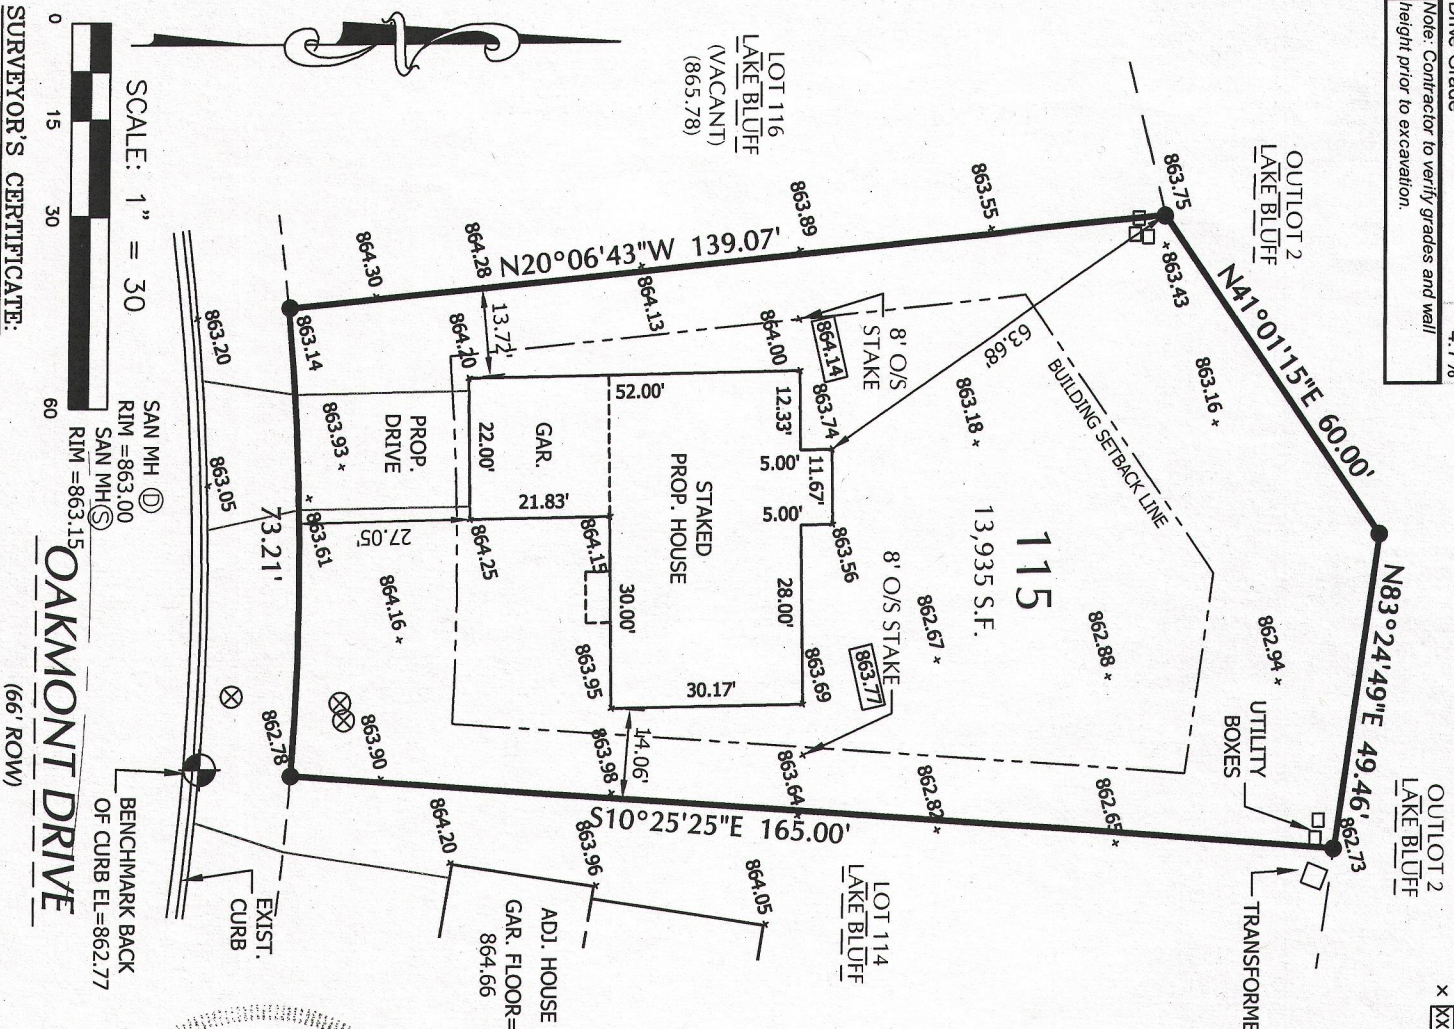 Note: Contractor to verify grades and wall
height prior to excavation.
4.7%
OUTLOT 2
LAKE BLUFF
OUTLOT 2
LAKE BLUFF
LOT 116
LAKE BLUFF
(VACANT)
(865.78)
863.75
863.43
N41°01'15"E 60.00'
N83°24'49"E 49.46'
862.73
863.55
863.89
N20°06'43"W 139.07'
864.13
864.28
864.30
863.16
862.94
862.88
UTILITY
BOXES
TRANSFORME
BUILDING SETBACK LINE
115
13,935 S.F.
63.68'
863.18
862.67
862.65
862.82
8' O/S
STAKE
864.14
8' O/S STAKE
863.77
864.00
863.74
863.56
863.69
863.64
12.33'
5.00'
11.67'
5.00'
28.00'
52.00'
STAKED
PROP. HOUSE
30.17'
13.72'
864.20
GAR.
22.00'
21.83'
864.15
30.00'
863.95
863.98
14.06'
S10°25'25"E 165.00'
864.25
27.05'
PROP.
DRIVE
863.93
864.16
863.90
863.14
863.61
73.21'
862.78
863.20
863.05
LOT 114
LAKE BLUFF
864.05
863.96
864.20
ADJ. HOUSE
GAR. FLOOR=
864.66
EXIST.
CURB
BENCHMARK BACK
OF CURB EL=862.77
SAN MH D
RIM =863.00
SAN MH S
RIM =863.15
OAKMONT DRIVE
(66' ROW)
SCALE: 1" = 30
0 15 30 60
SURVEYOR'S CERTIFICATE: